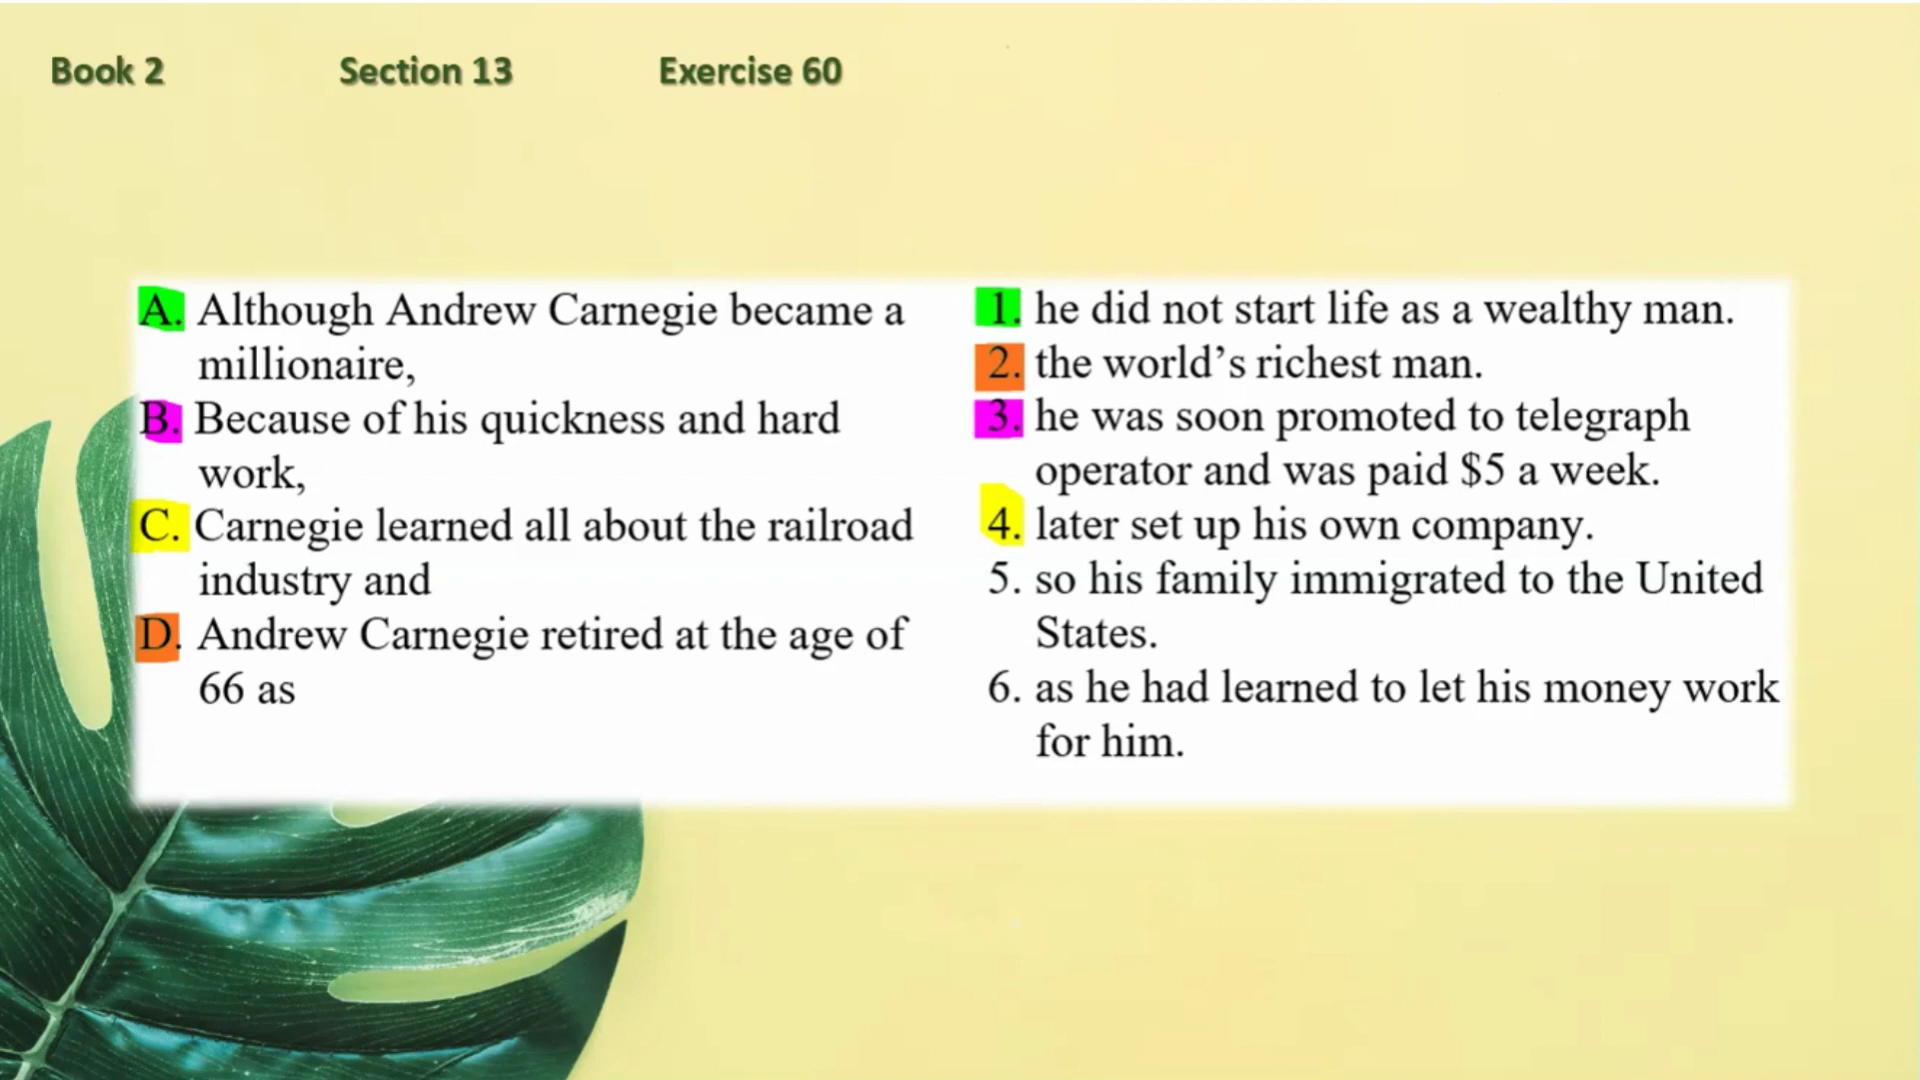 Book 2 Section 13 Exercise 60
A. Although Andrew Carnegie became a
millionaire,
B. Because of his quickness and hard
work,
C. Carnegie learned all about the railroad
industry and
D. Andrew Carnegie retired at the age of
66 as
1. he did not start life as a wealthy man.
2. the world’s richest man.
3. he was soon promoted to telegraph
operator and was paid $5 a week.
4. later set up his own company.
5. so his family immigrated to the United
States.
6. as he had learned to let his money work
for him.